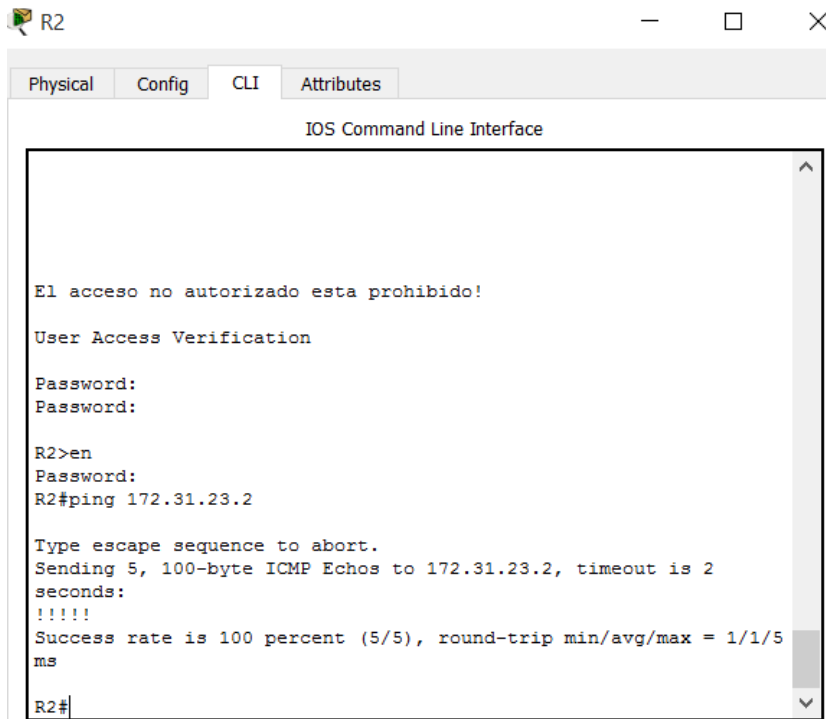 R2
Physical Config CLI Attributes
IOS Command Line Interface
El acceso no autorizado esta prohibido!
User Access Verification
Password:
Password:
R2>en
Password:
R2#ping 172.31.23.2
Type escape sequence to abort.
Sending 5, 100-byte ICMP Echos to 172.31.23.2, timeout is 2
seconds:
!!!!!
Success rate is 100 percent (5/5), round-trip min/avg/max = 1/1/5
ms
R2#